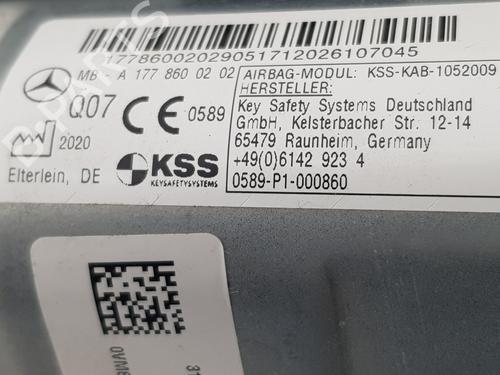 17786002029051712026107045
MB A 177 860 02 02
Q07 CE 0589
2020
KSS
KEYSAFETYSYSTEMS
Elterlein, DE
AIRBAG-MODUL: KSS-KAB-1052009
HERSTELLER:
Key Safety Systems Deutschland
GmbH, Kelsterbacher Str. 12-14
65479 Raunheim, Germany
+49(0)6142 923 4
0589-P1-000860